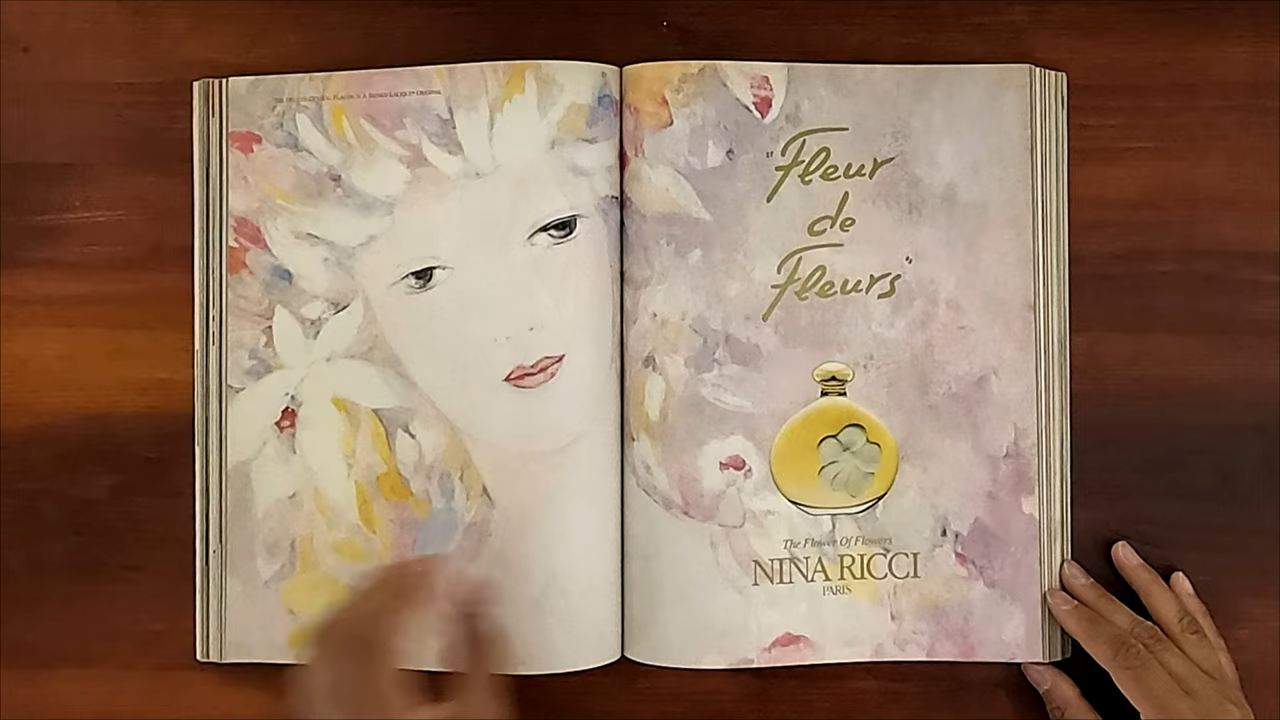 "Fleur
de
Fleurs"
The Flower Of Flowers
NINA RICCI
PARIS